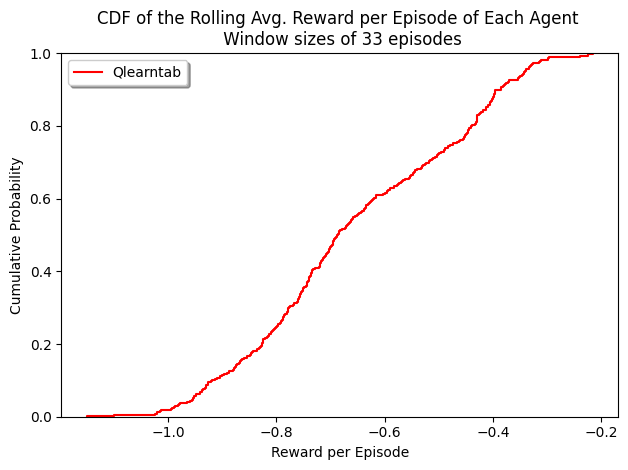 CDF of the Rolling Avg. Reward per Episode of Each Agent
Window sizes of 33 episodes
Qlearntab
Cumulative Probability
1.0
0.8
0.6
0.4
0.2
0.0
−1.0 −0.8 −0.6 −0.4 −0.2
Reward per Episode